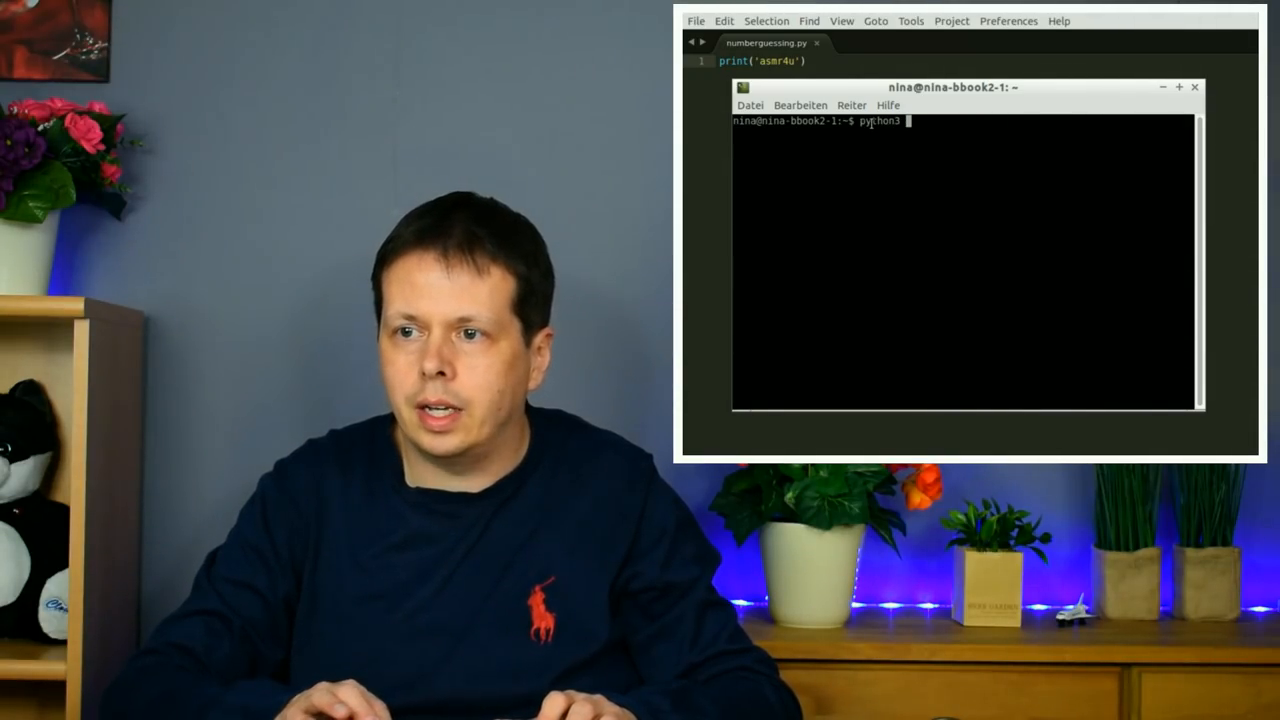 File Edit Selection Find View Goto Tools Project Preferences Help
numberguessing.py ×
1 print('asmr4u')
nina@nina-bbook2-1: ~
Datei Bearbeiten Reiter Hilfe
nina@nina-bbook2-1:~$ python3